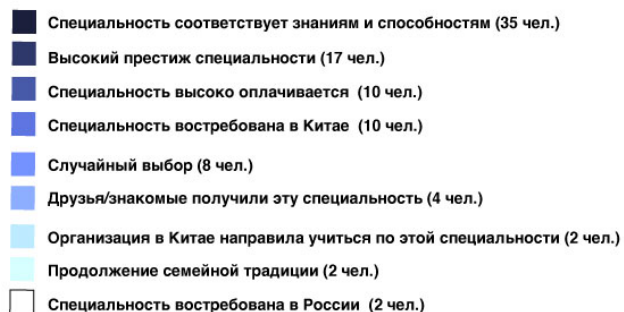 Специальность соответствует знаниям и способностям (35 чел.)
Высокий престиж специальности (17 чел.)
Специальность высоко оплачивается (10 чел.)
Специальность востребована в Китае (10 чел.)
Случайный выбор (8 чел.)
Друзья/знакомые получили эту специальность (4 чел.)
Организация в Китае направила учиться по этой специальности (2 чел.)
Продолжение семейной традиции (2 чел.)
Специальность востребована в России (2 чел.)